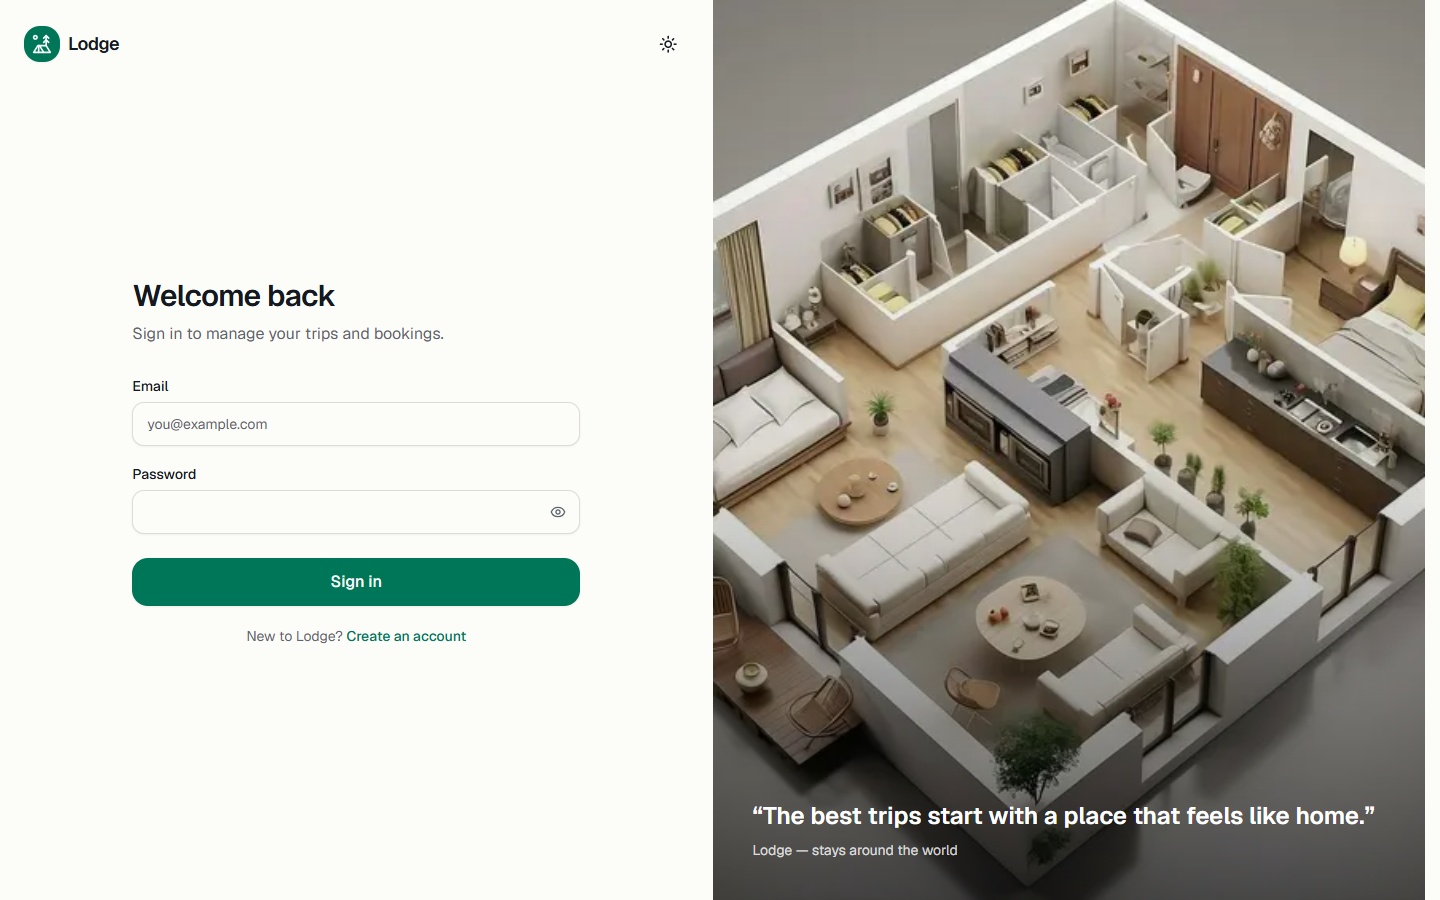 Lodge
Welcome back
Sign in to manage your trips and bookings.
Email
you@example.com
Password
Sign in
New to Lodge? Create an account
“The best trips start with a place that feels like home.”
Lodge — stays around the world